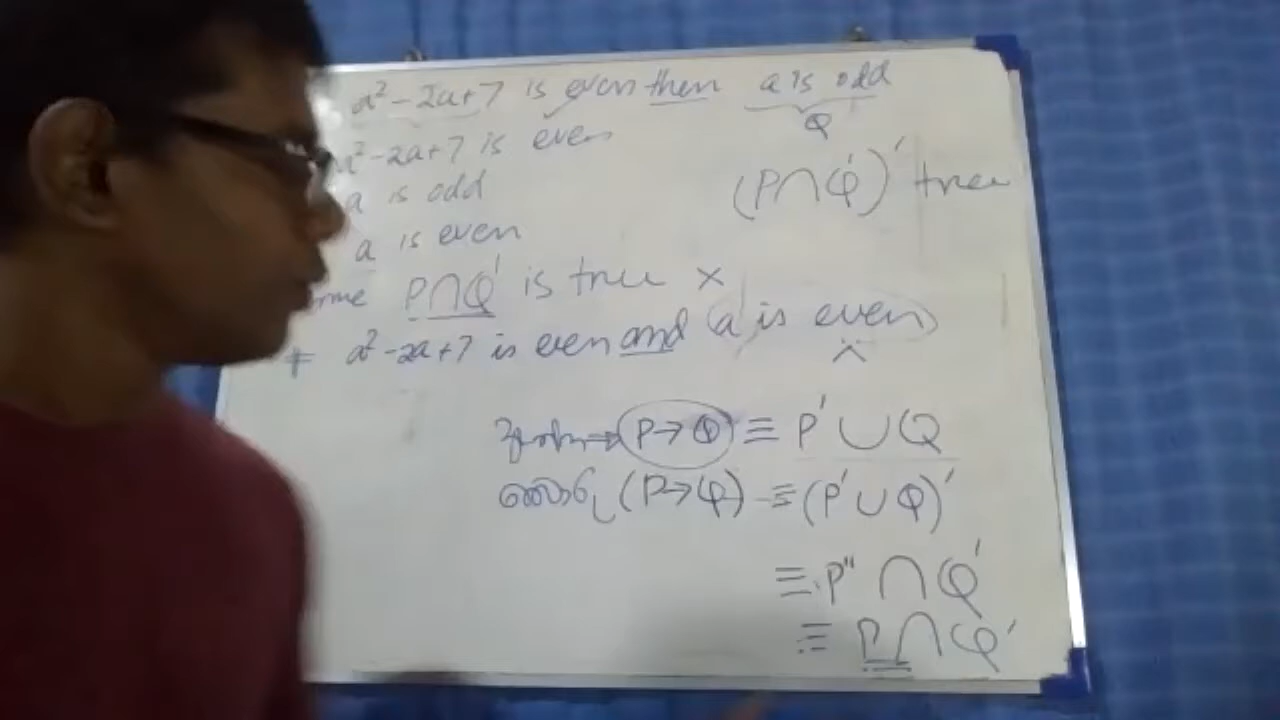 a² - 2a + 7 is even then a is odd
Q
a² - 2a + 7 is even
(P∩Q')' true
a is odd
a is even
P∩Q' is true ×
a² - 2a + 7 is even and (a is even)
P → Q ≡ P' ∪ Q
(P → Q) ≡ (P' ∪ Q)'
≡ P'' ∩ Q'
≡ P ∩ Q'